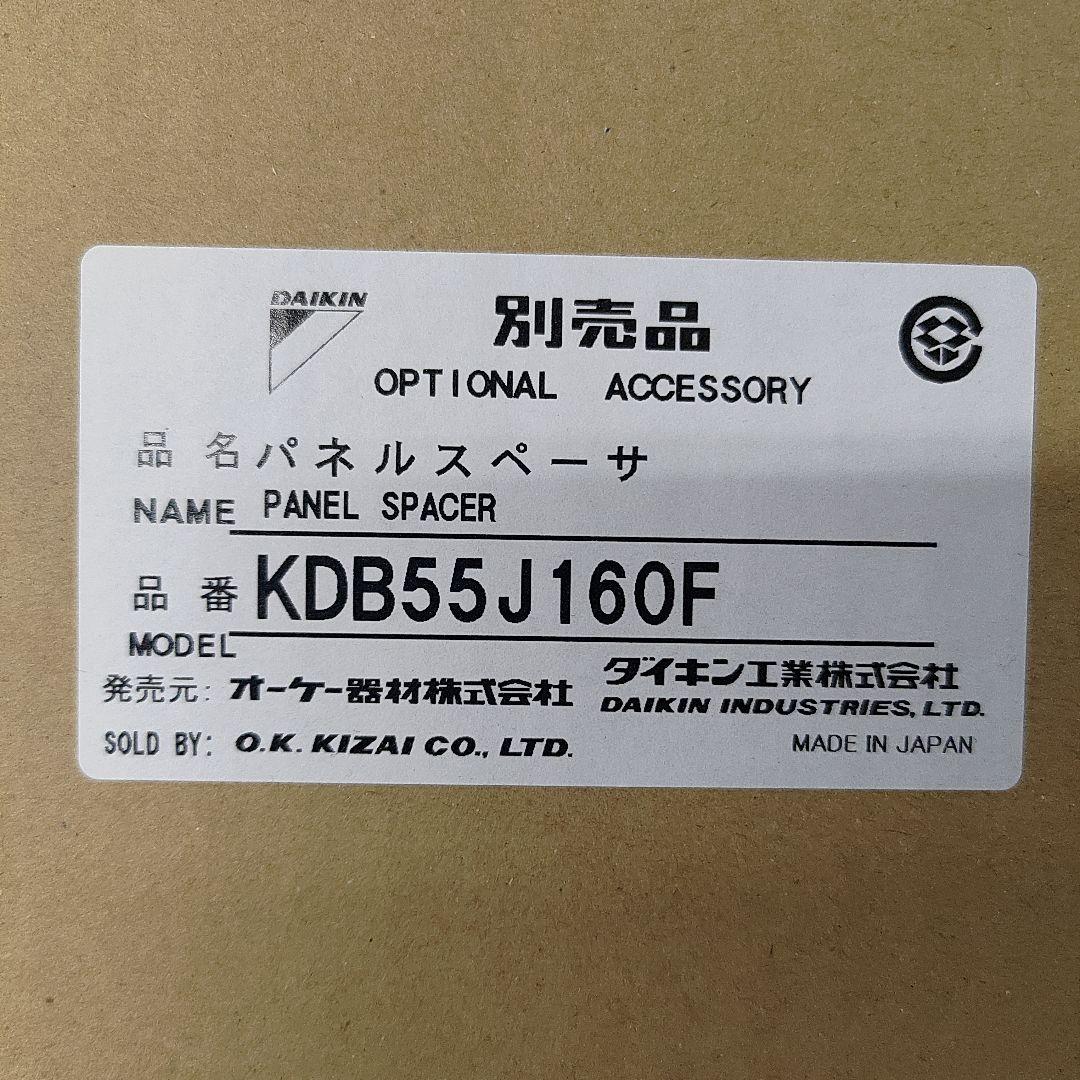 DAIKIN
別売品
OPTIONAL ACCESSORY
品名 パネルスペーサ
NAME PANEL SPACER
品番 KDB55J160F
MODEL
発売元: オーケー器材株式会社 ダイキン工業株式会社
DAIKIN INDUSTRIES, LTD.
SOLD BY: O.K. KIZAI CO., LTD. MADE IN JAPAN